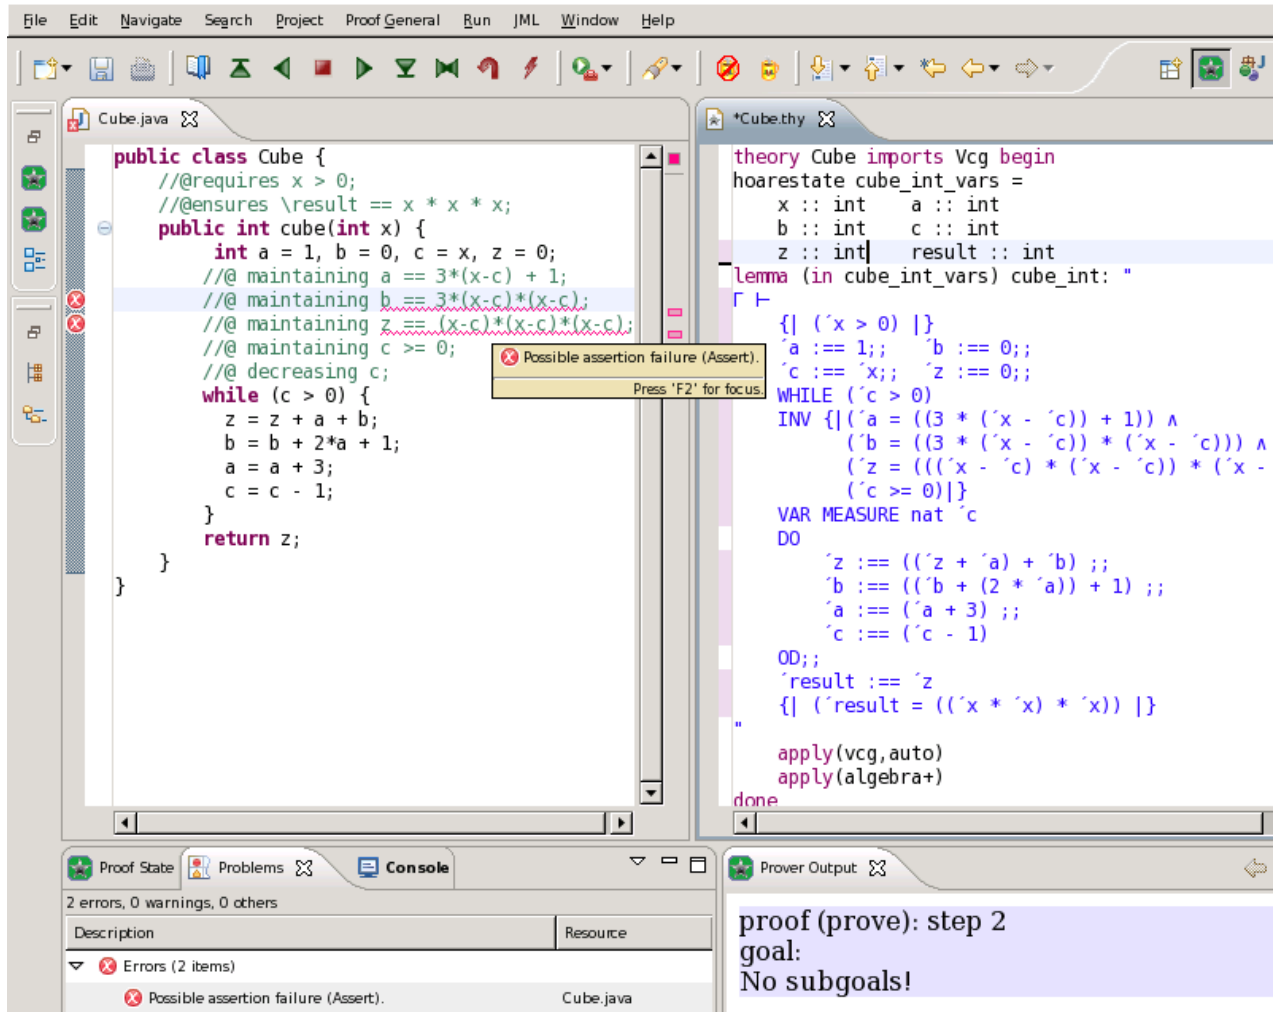 File Edit Navigate Search Project Proof General Run JML Window Help
Cube.java
public class Cube {
//@requires x > 0;
//@ensures \result == x * x * x;
public int cube(int x) {
int a = 1, b = 0, c = x, z = 0;
//@ maintaining a == 3*(x-c) + 1;
//@ maintaining b == 3*(x-c)*(x-c);
//@ maintaining z == (x-c)*(x-c)*(x-c);
//@ maintaining c >= 0;
//@ decreasing c;
while (c > 0) {
z = z + a + b;
b = b + 2*a + 1;
a = a + 3;
c = c - 1;
}
return z;
}
}
Possible assertion failure (Assert).
Press 'F2' for focus.
*Cube.thy
theory Cube imports Vcg begin
hoarestate cube_int_vars =
x :: int a :: int
b :: int c :: int
z :: int result :: int
lemma (in cube_int_vars) cube_int: "
Γ ⊢
{| (´x > 0) |}
´a :== 1;; ´b :== 0;;
´c :== ´x;; ´z :== 0;;
WHILE (´c > 0)
INV {|(´a = ((3 * (´x - ´c)) + 1)) ∧
(´b = ((3 * (´x - ´c)) * (´x - ´c))) ∧
(´z = (((´x - ´c) * (´x - ´c)) * (´x -
(´c >= 0)|}
VAR MEASURE nat ´c
DO
´z :== ((´z + ´a) + ´b) ;;
´b :== ((´b + (2 * ´a)) + 1) ;;
´a :== (´a + 3) ;;
´c :== (´c - 1)
OD;;
´result :== ´z
{| (´result = ((´x * ´x) * ´x)) |}
"
apply(vcg,auto)
apply(algebra+)
done
Proof State Problems Console
2 errors, 0 warnings, 0 others
Description Resource
Errors (2 items)
Possible assertion failure (Assert). Cube.java
Prover Output
proof (prove): step 2
goal:
No subgoals!